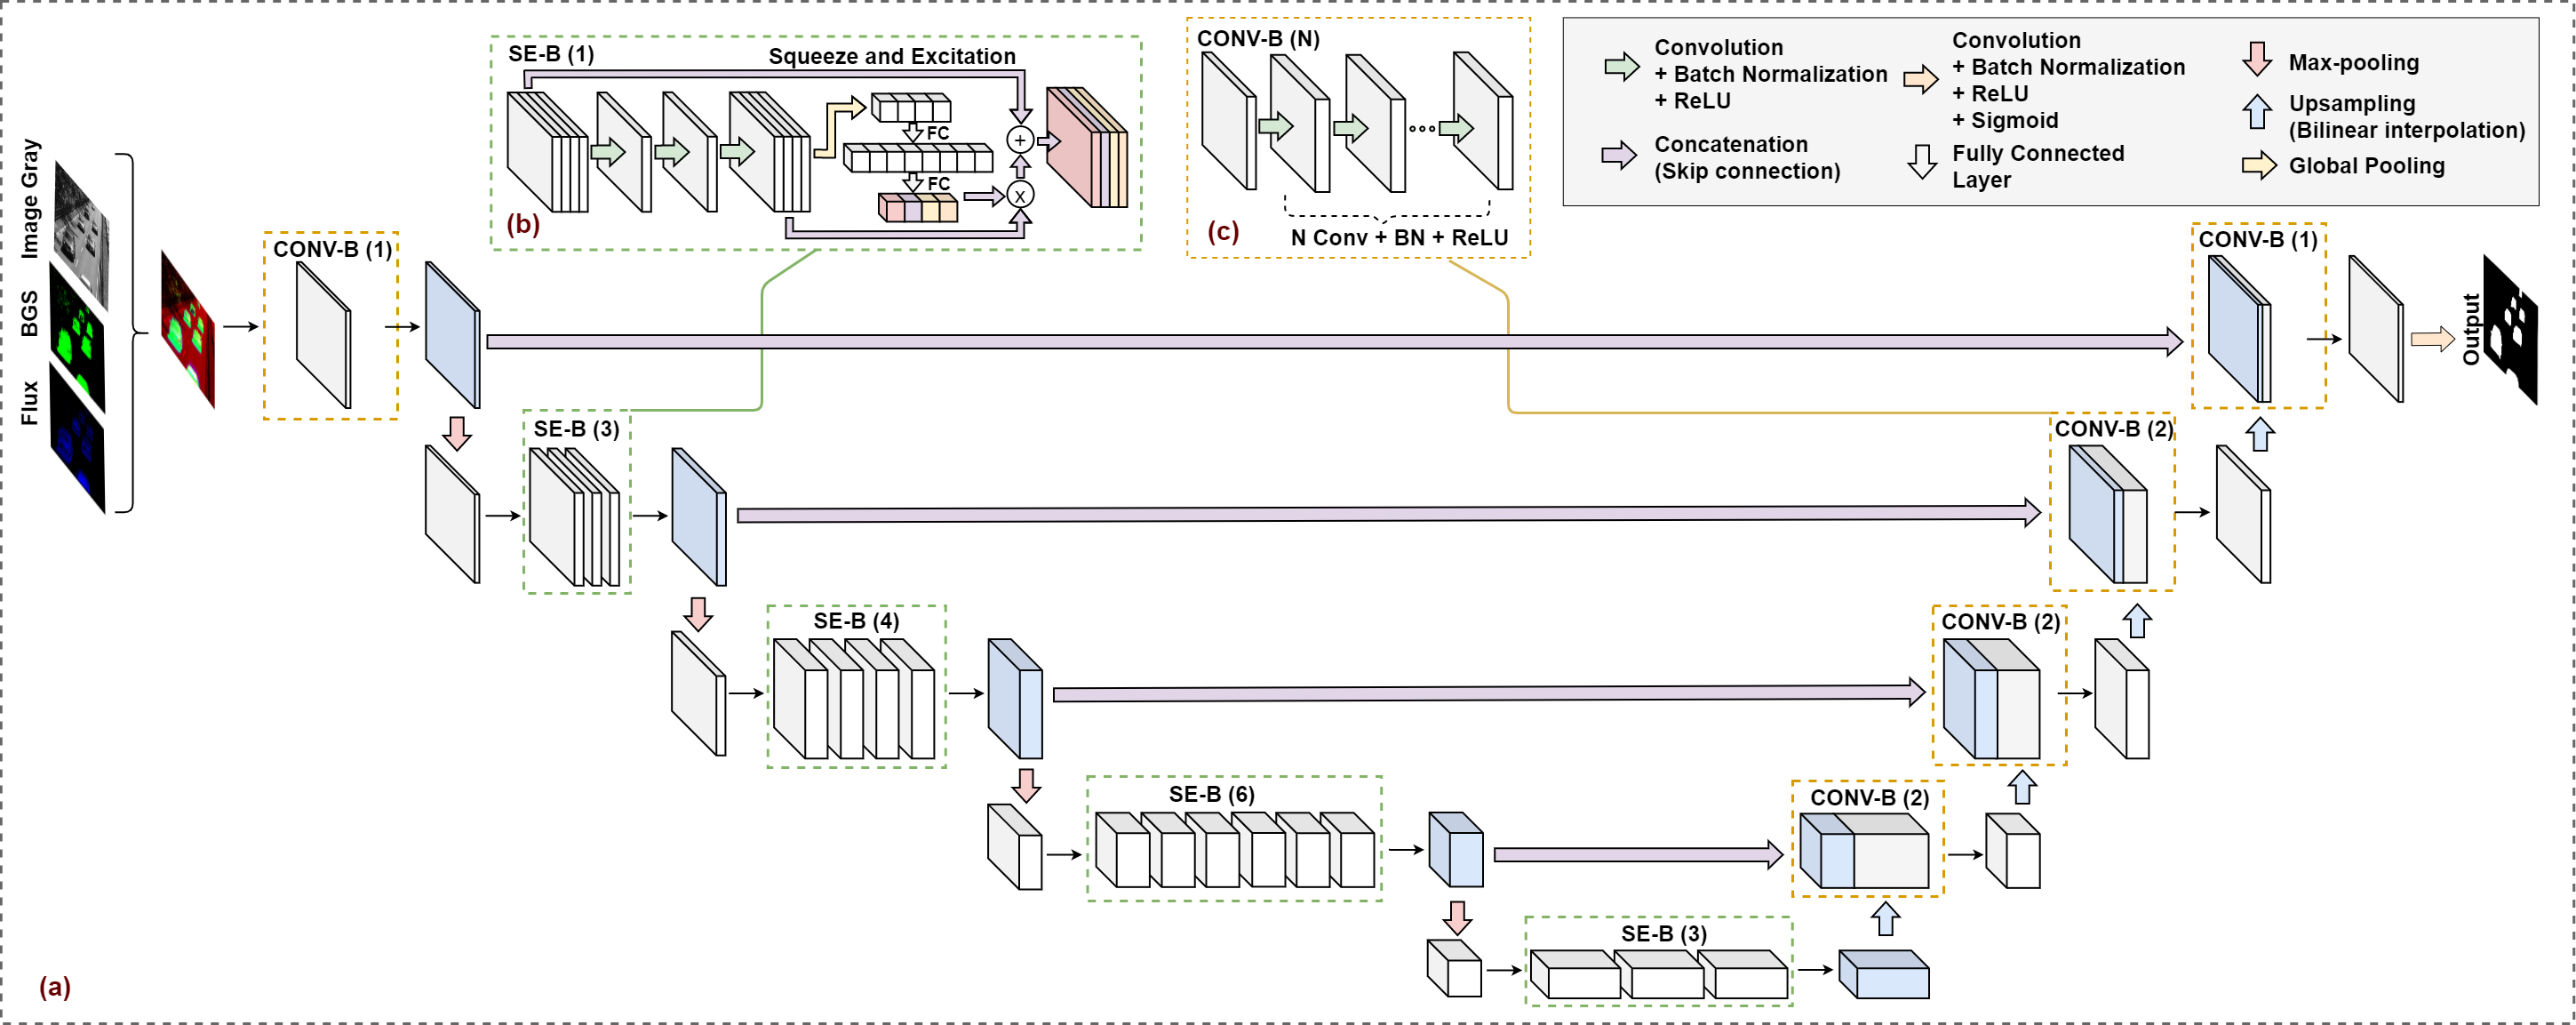 SE-B (1)
Squeeze and Excitation
FC
FC
+
x
(b)
CONV-B (N)
N Conv + BN + ReLU
(c)
Convolution
+ Batch Normalization
+ ReLU
Concatenation
(Skip connection)
Convolution
+ Batch Normalization
+ ReLU
+ Sigmoid
Fully Connected
Layer
Max-pooling
Upsampling
(Bilinear interpolation)
Global Pooling
Image Gray
BGS
Flux
CONV-B (1)
CONV-B (1)
Output
SE-B (3)
CONV-B (2)
SE-B (4)
CONV-B (2)
SE-B (6)
CONV-B (2)
SE-B (3)
(a)